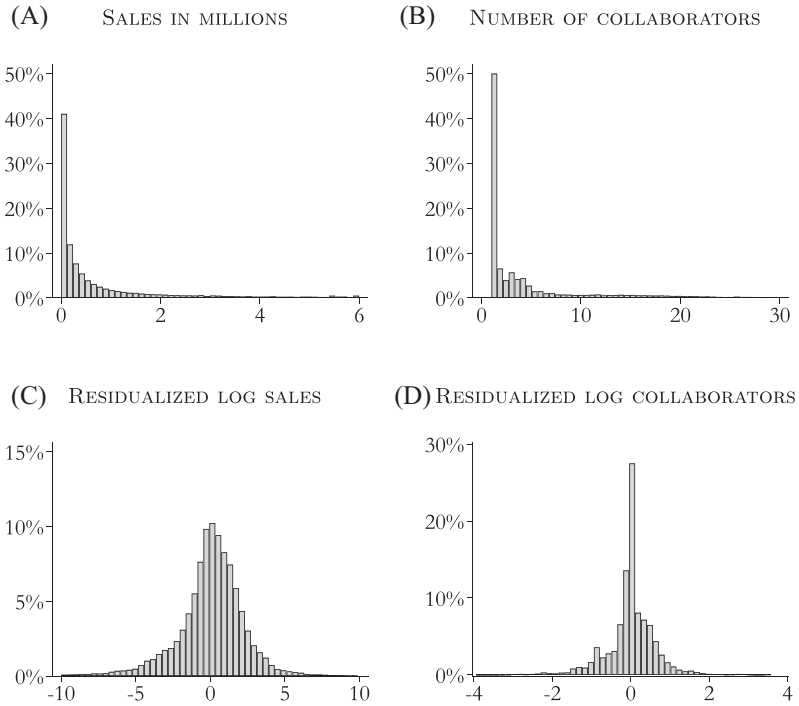 (A) SALES IN MILLIONS
50%
40%
30%
20%
10%
0%
0 2 4 6
(B) NUMBER OF COLLABORATORS
50%
40%
30%
20%
10%
0%
0 10 20 30
(C) RESIDUALIZED LOG SALES
15%
10%
5%
0%
-10 -5 0 5 10
(D) RESIDUALIZED LOG COLLABORATORS
30%
20%
10%
0%
-4 -2 0 2 4